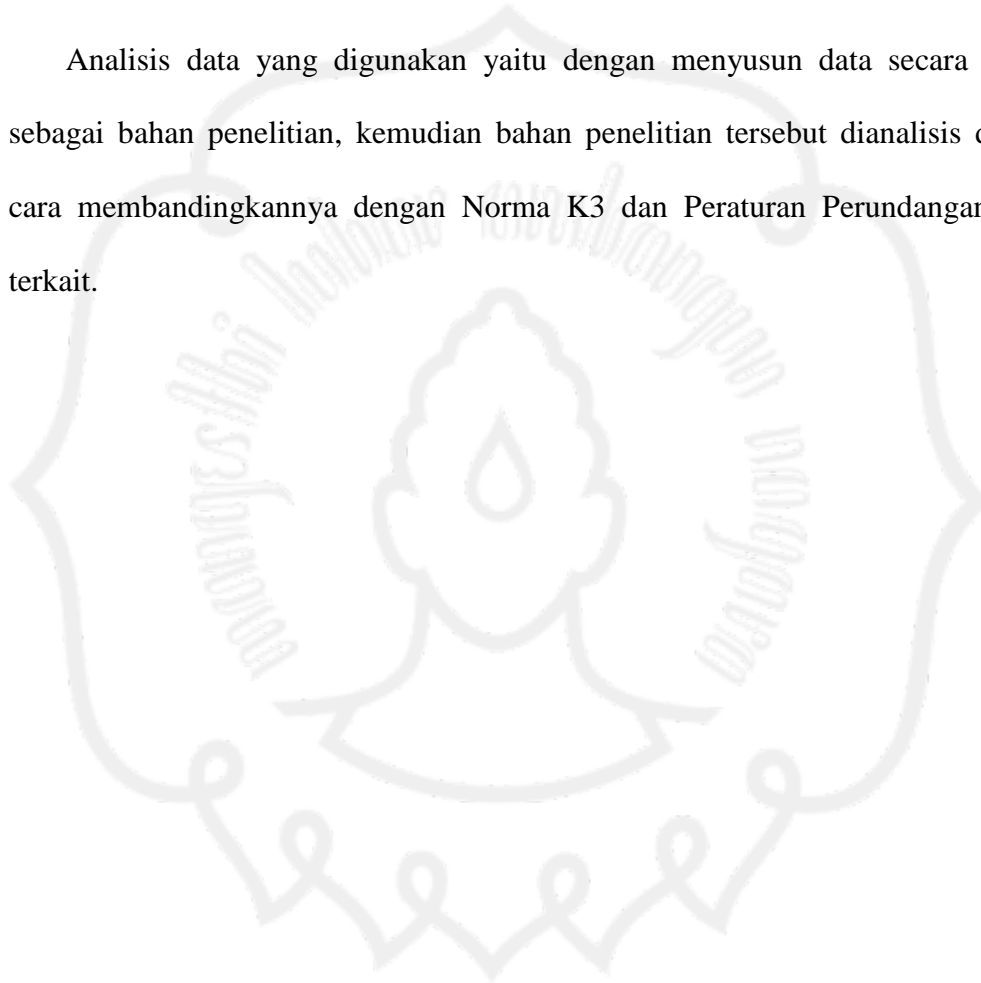 Analisis data yang digunakan yaitu dengan menyusun data secara
sebagai bahan penelitian, kemudian bahan penelitian tersebut dianalisis
cara membandingkannya dengan Norma K3 dan Peraturan Perundangan
terkait.